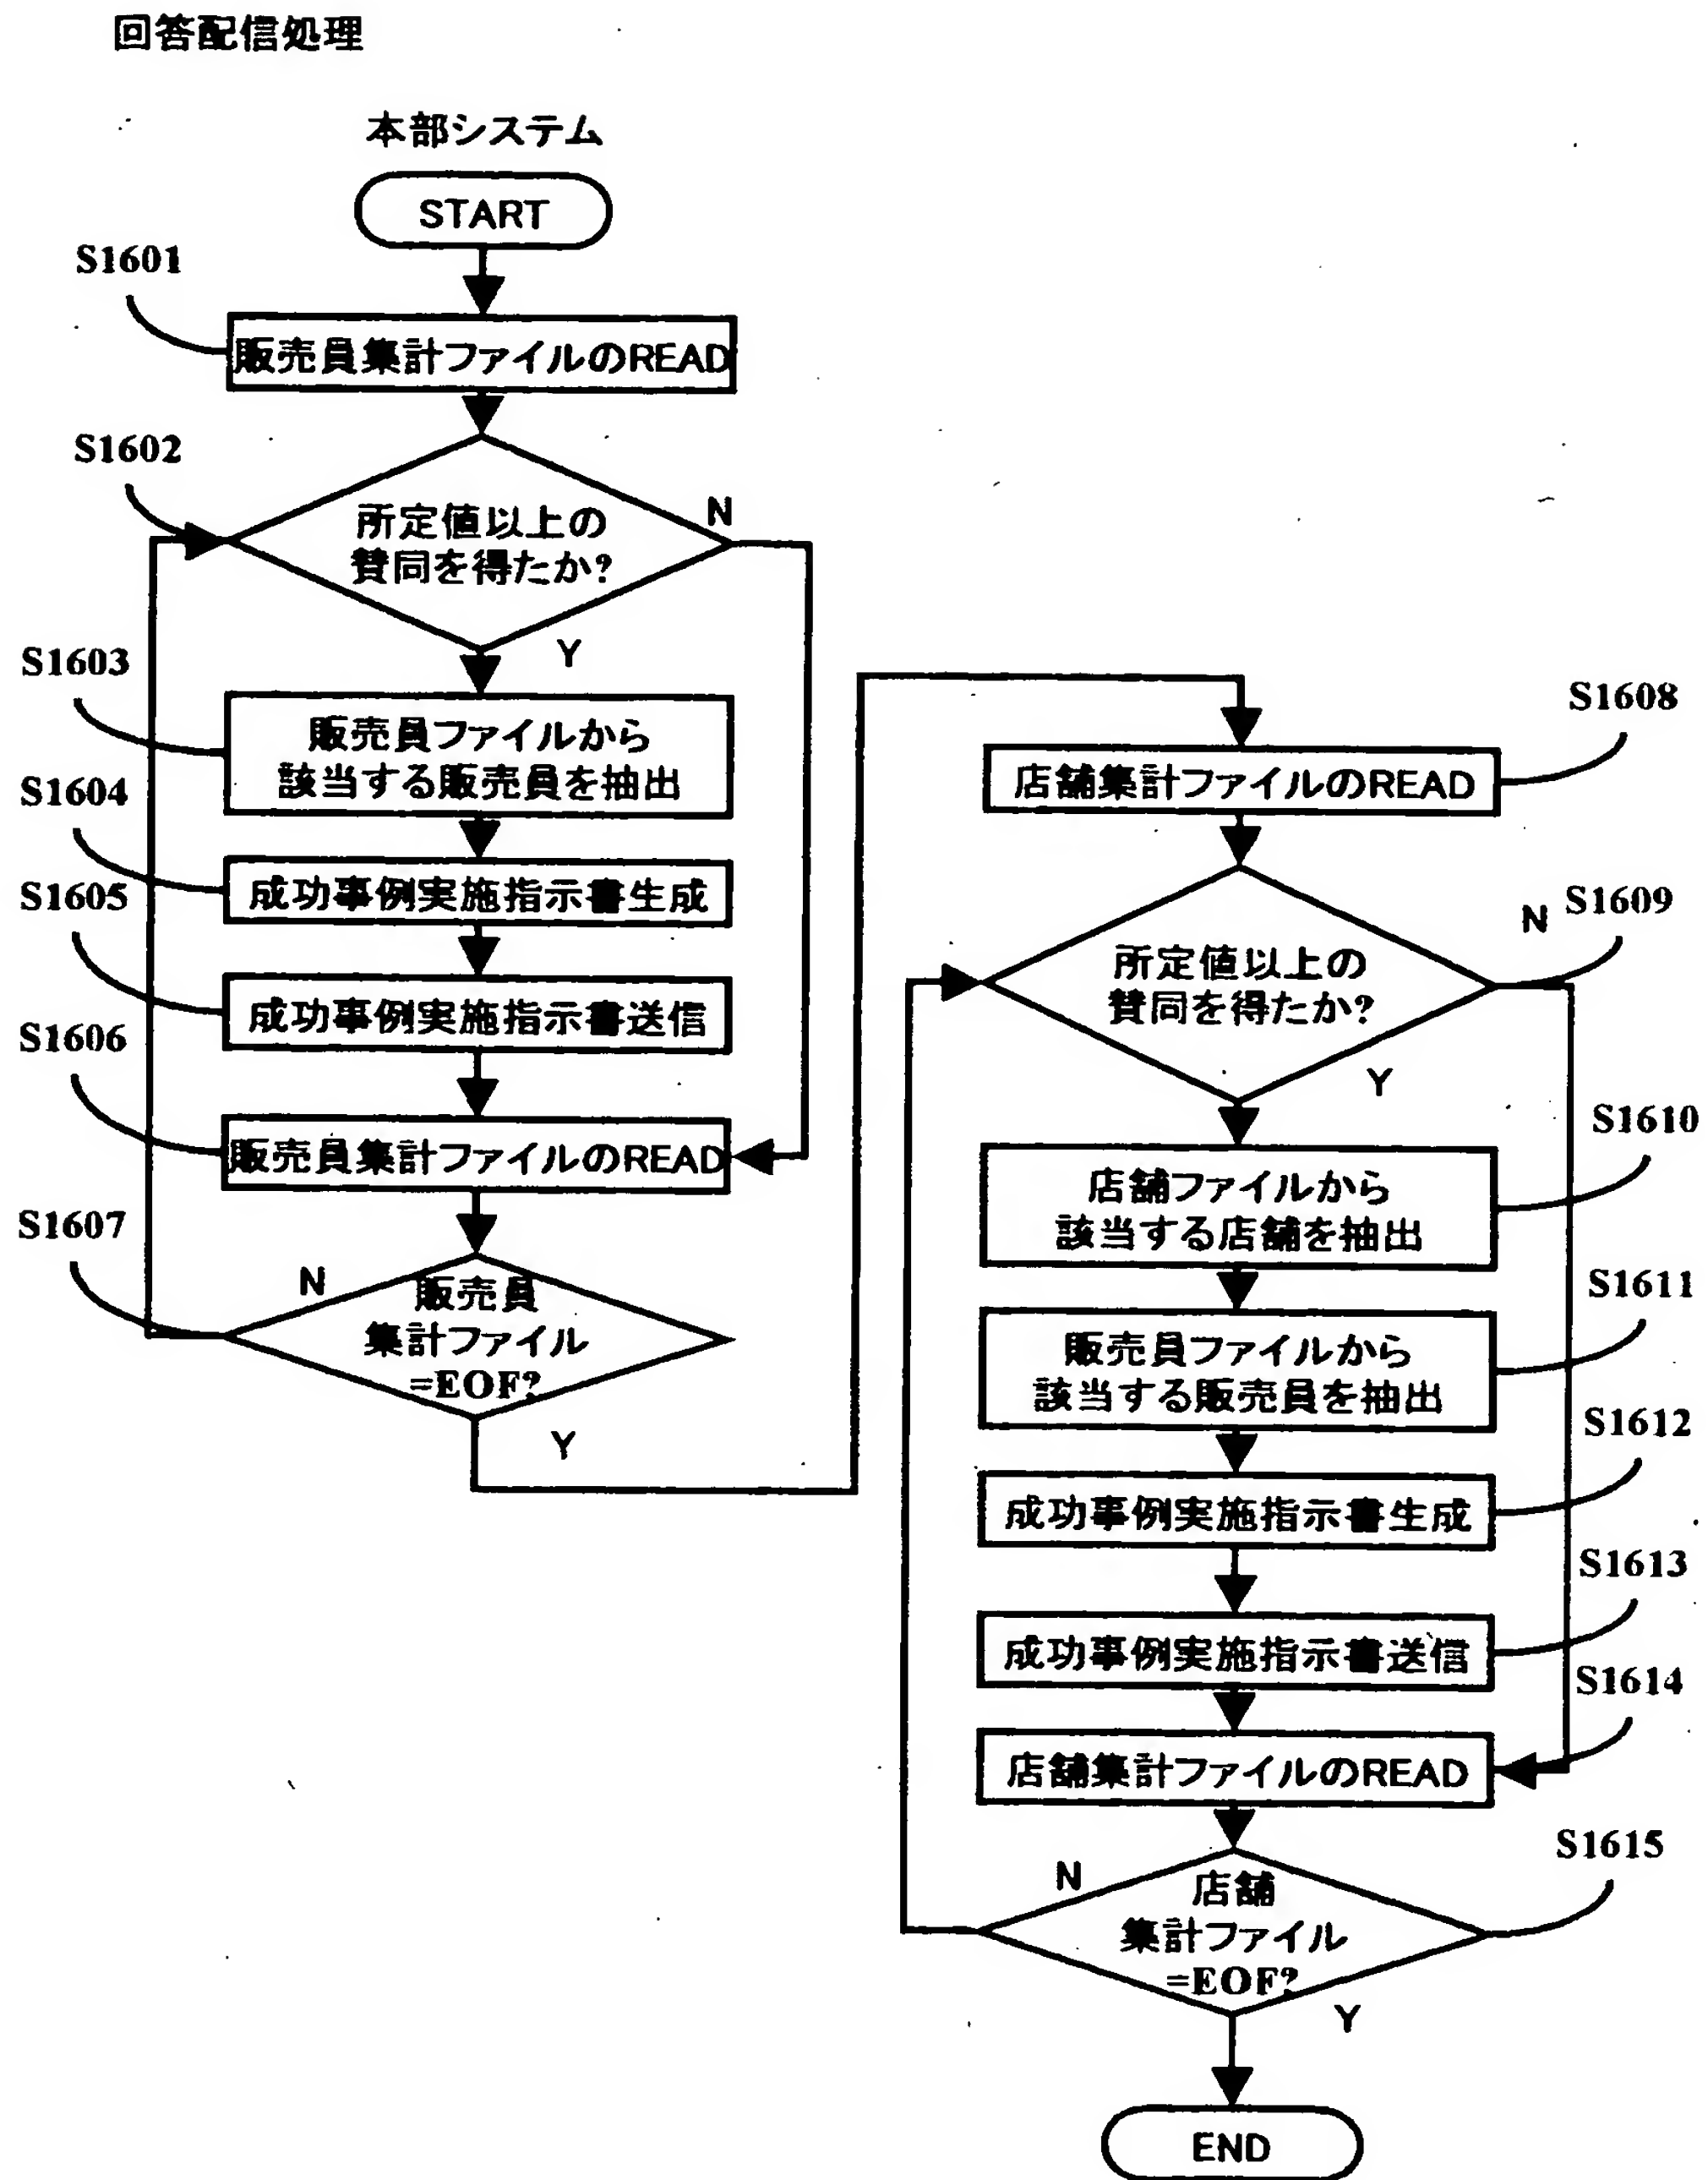 回答配信処理
本部システム
START
S1601
販売員集計ファイルのREAD
S1602
所定値以上の
賛同を得たか?
N
Y
S1603
販売員ファイルから
該当する販売員を抽出
S1604
成功事例実施指示書生成
S1605
成功事例実施指示書送信
S1606
販売員集計ファイルのREAD
S1607
N
販売員
集計ファイル
=EOF?
Y
S1608
店舗集計ファイルのREAD
S1609
N
所定値以上の
賛同を得たか?
Y
S1610
店舗ファイルから
該当する店舗を抽出
S1611
販売員ファイルから
該当する販売員を抽出
S1612
成功事例実施指示書生成
S1613
成功事例実施指示書送信
S1614
店舗集計ファイルのREAD
S1615
N
店舗
集計ファイル
=EOF?
Y
END